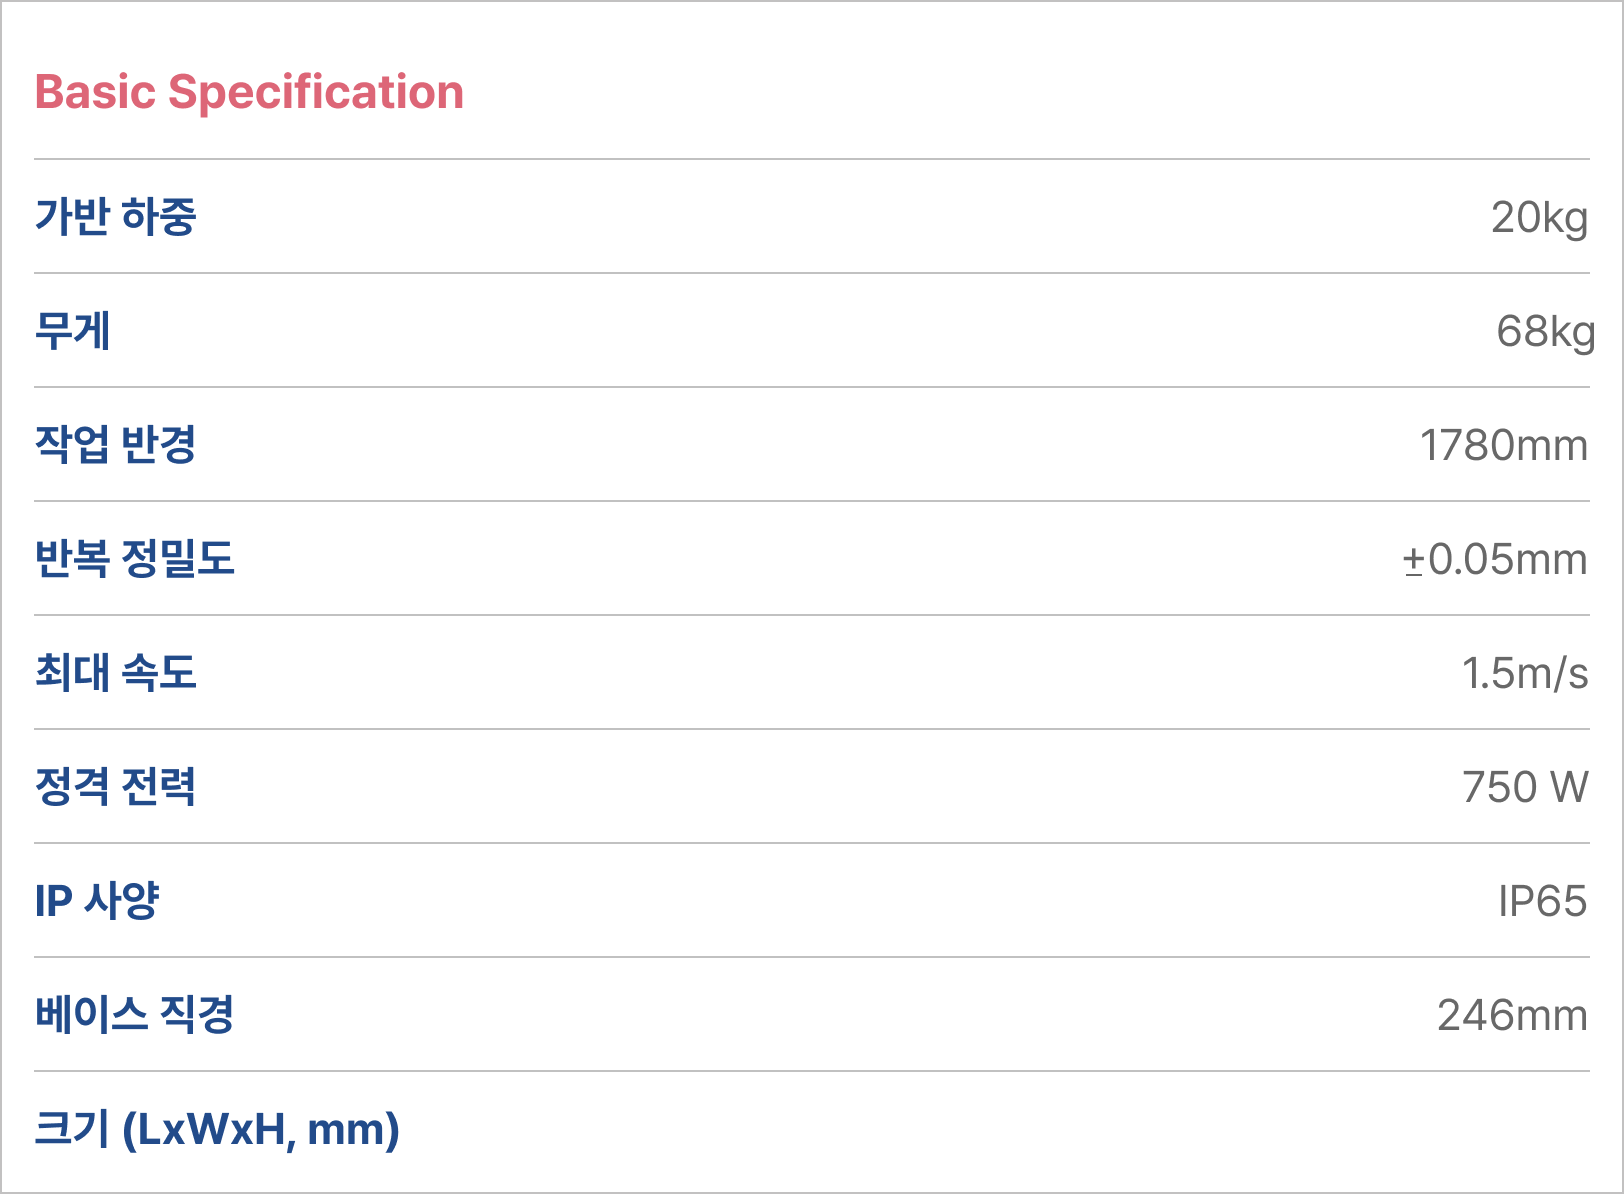 Basic Specification
가반 하중 20kg
무게 68kg
작업 반경 1780mm
반복 정밀도 ±0.05mm
최대 속도 1.5m/s
정격 전력 750 W
IP 사양 IP65
베이스 직경 246mm
크기 (LxWxH, mm)